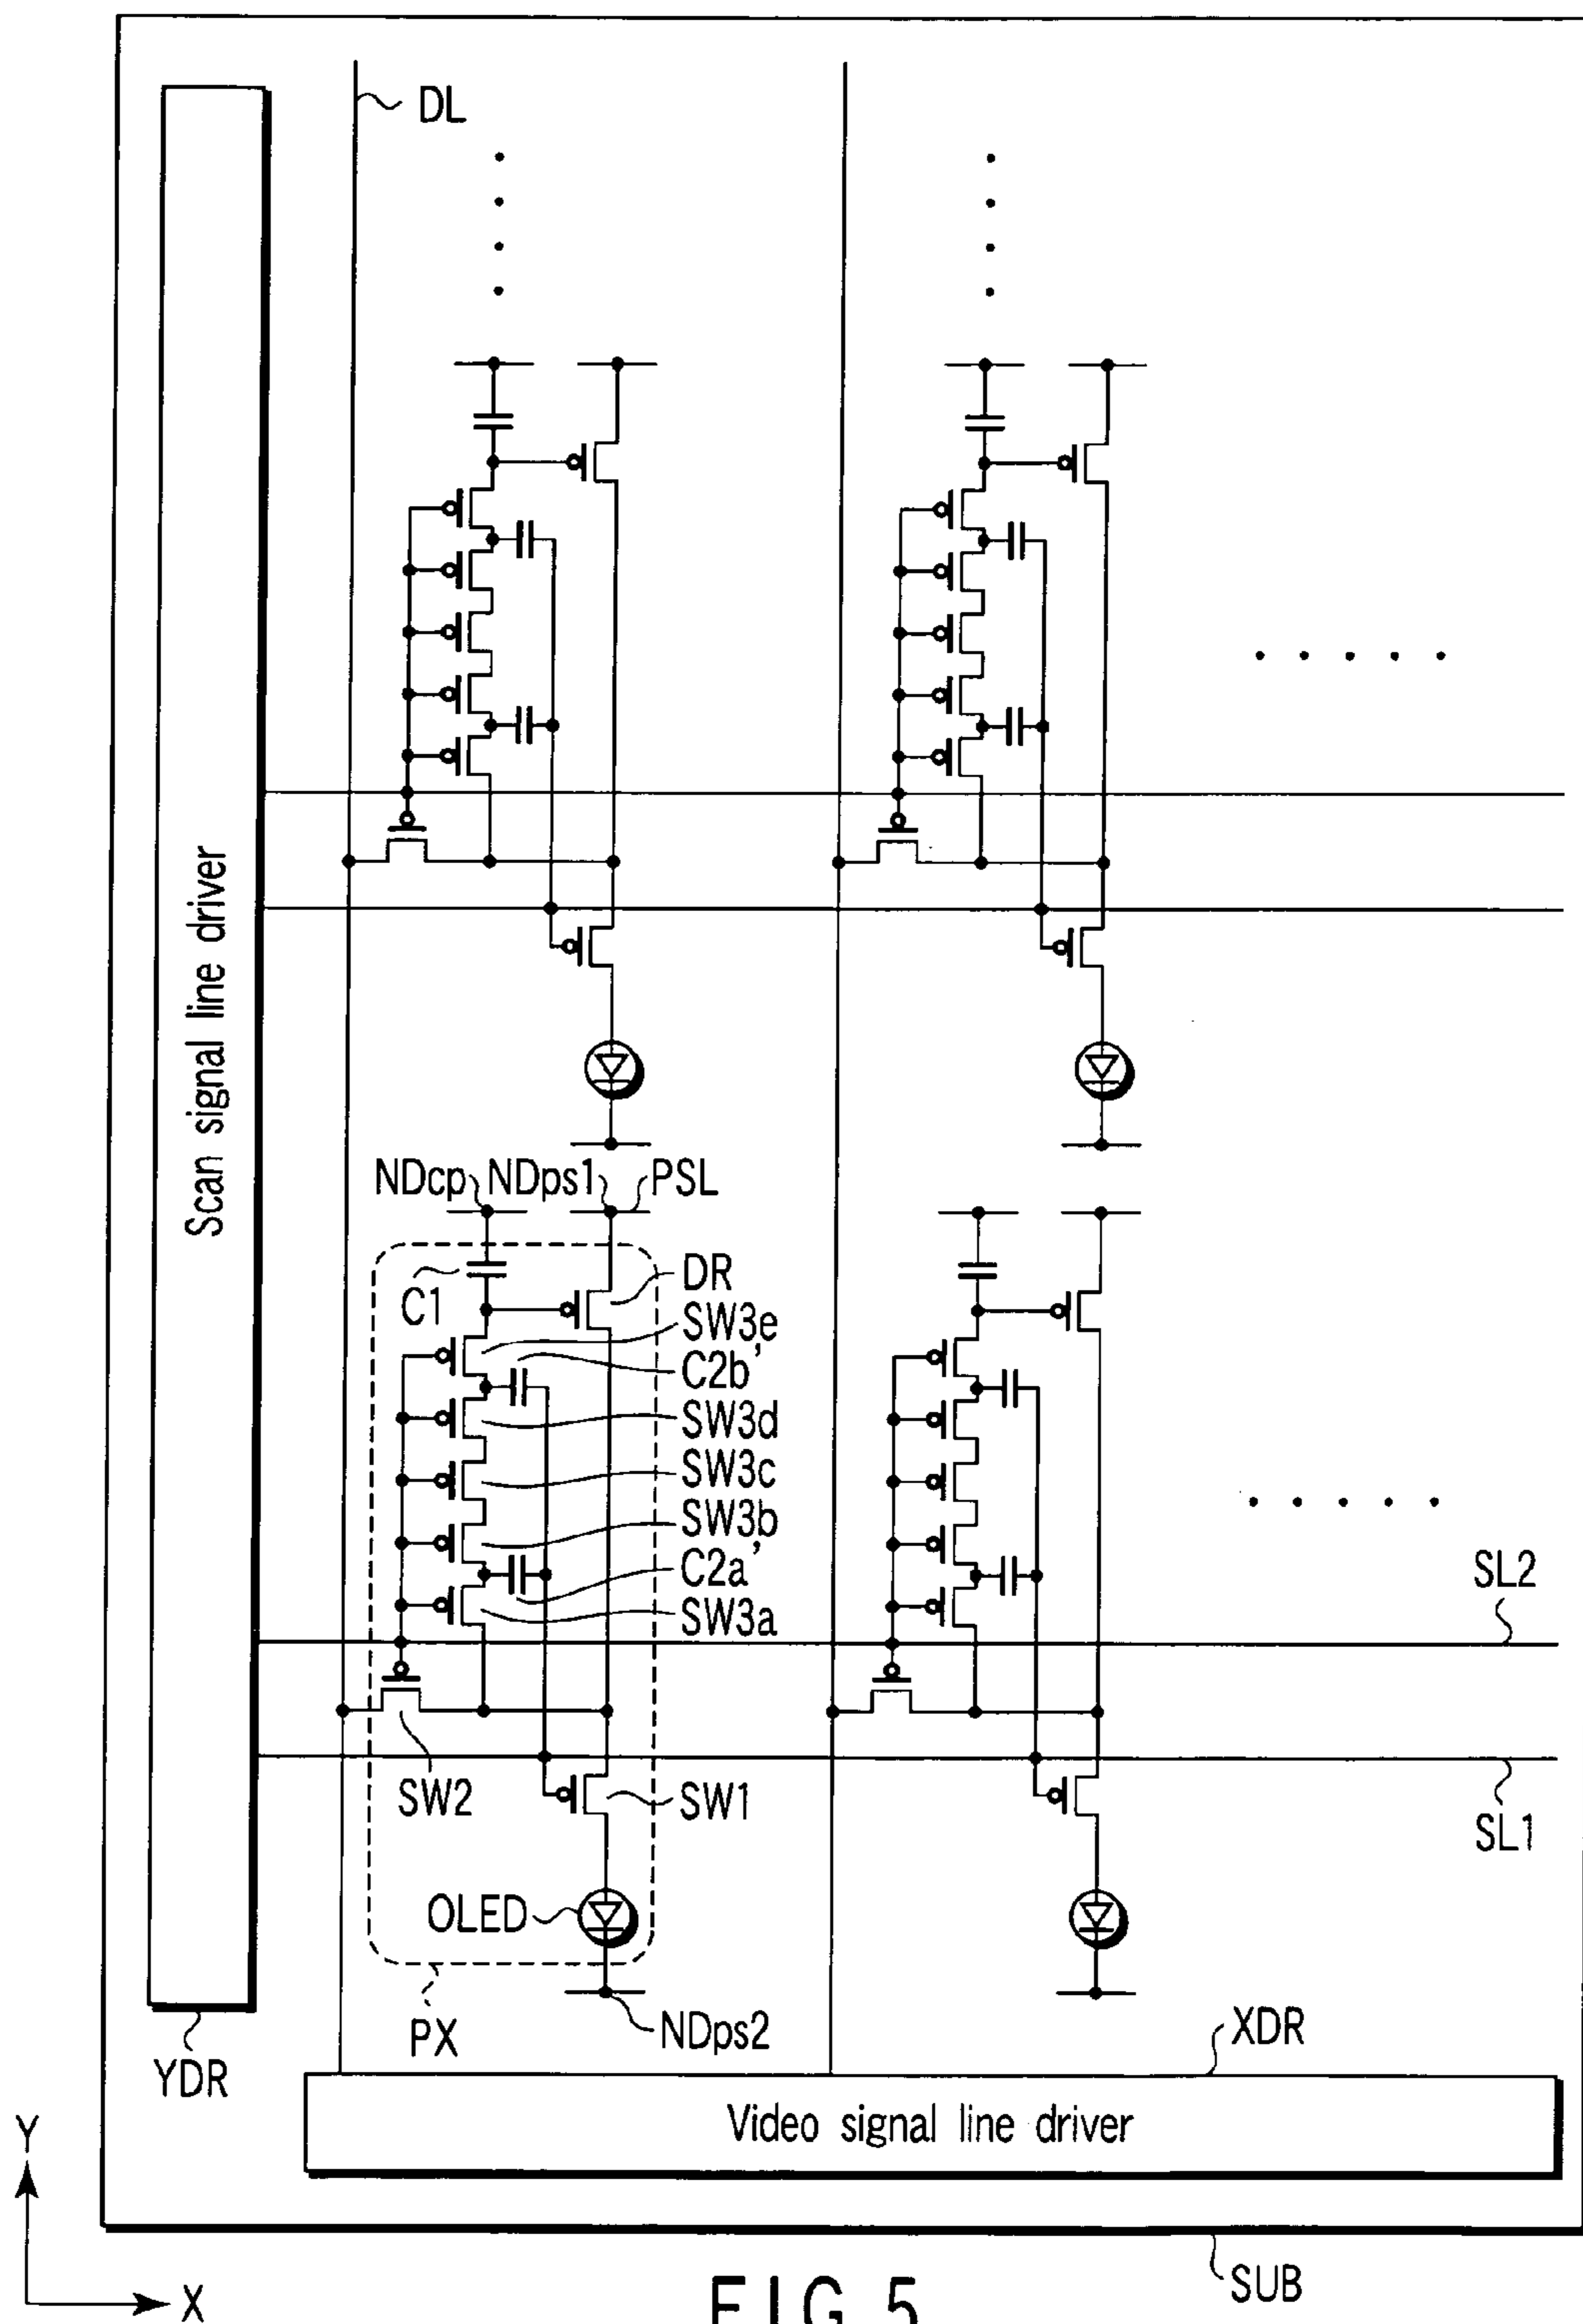 DL
Scan signal line driver
NDcp NDps1 PSL
C1
DR
SW3e
C2b'
SW3d
SW3c
SW3b
C2a'
SW3a
SL2
SW2
SW1
SL1
OLED
PX
NDps2
XDR
YDR
Video signal line driver
Y
X
SUB
FIG. 5